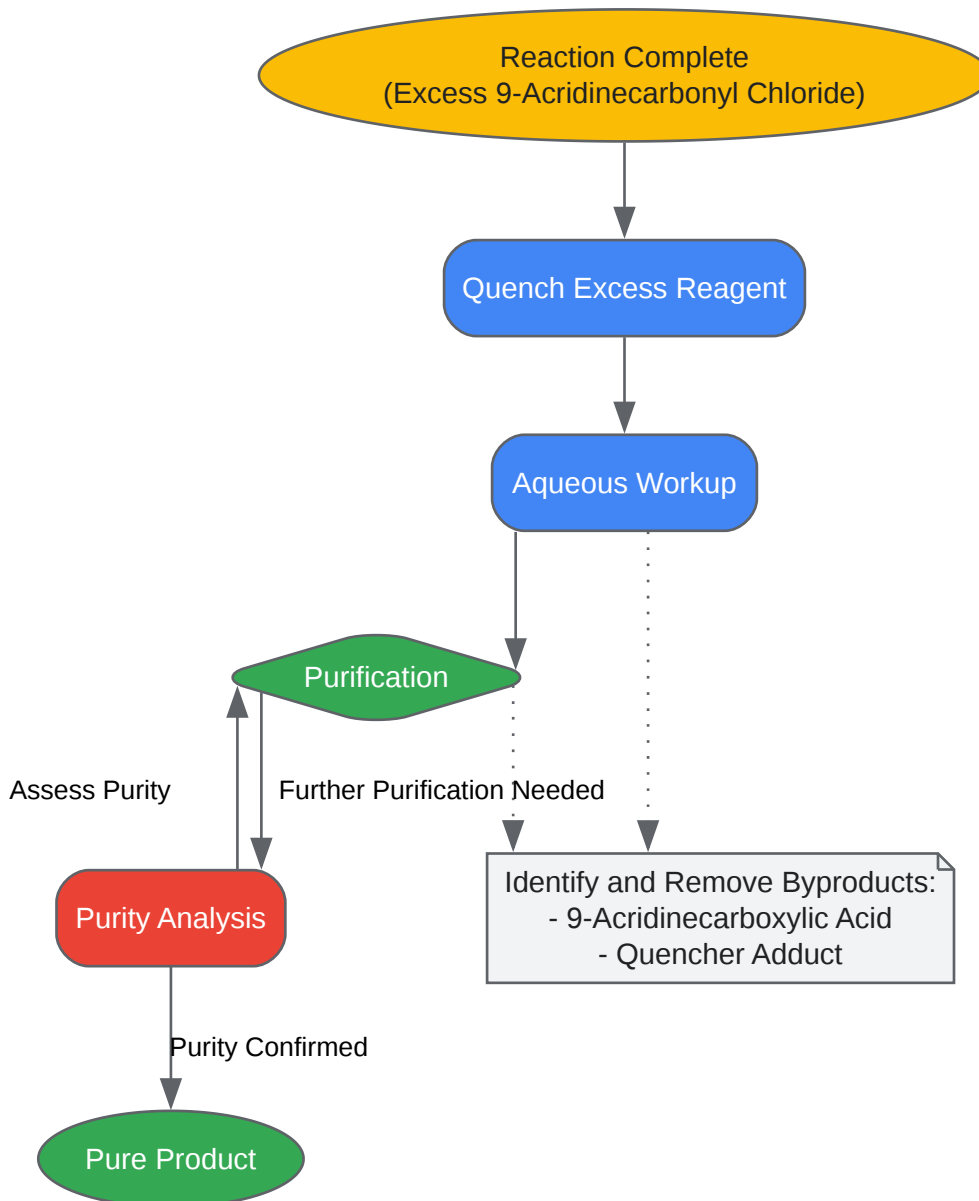 Reaction Complete
(Excess 9-Acridinecarbonyl Chloride)
Quench Excess Reagent
Aqueous Workup
Purification
Assess Purity
Further Purification Needed
Identify and Remove Byproducts:
- 9-Acridinecarboxylic Acid
- Quencher Adduct
Purity Analysis
Purity Confirmed
Pure Product